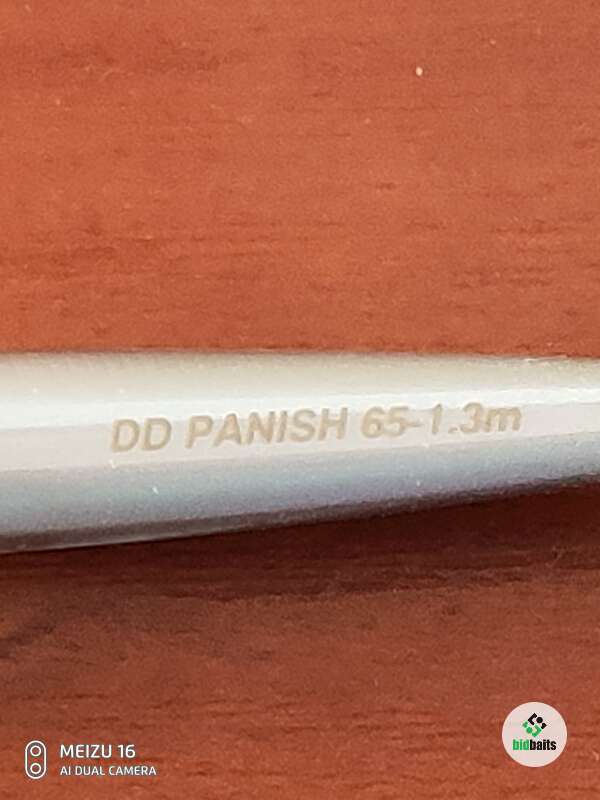 DD PANISH 65-1.3m
bidbaits
MEIZU 16
AI DUAL CAMERA